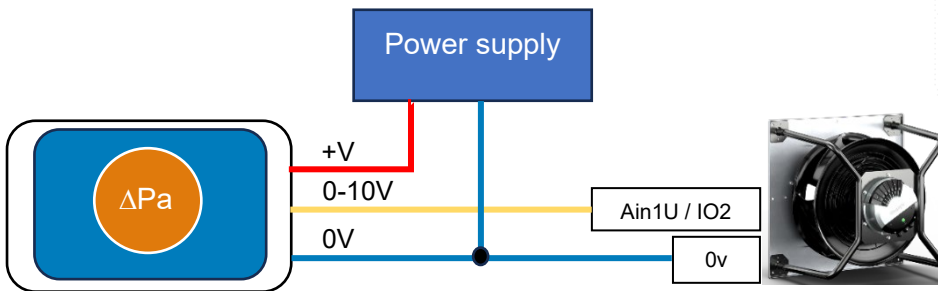 Power supply
+V
ΔPa
0-10V
Ain1U / IO2
0V
0v